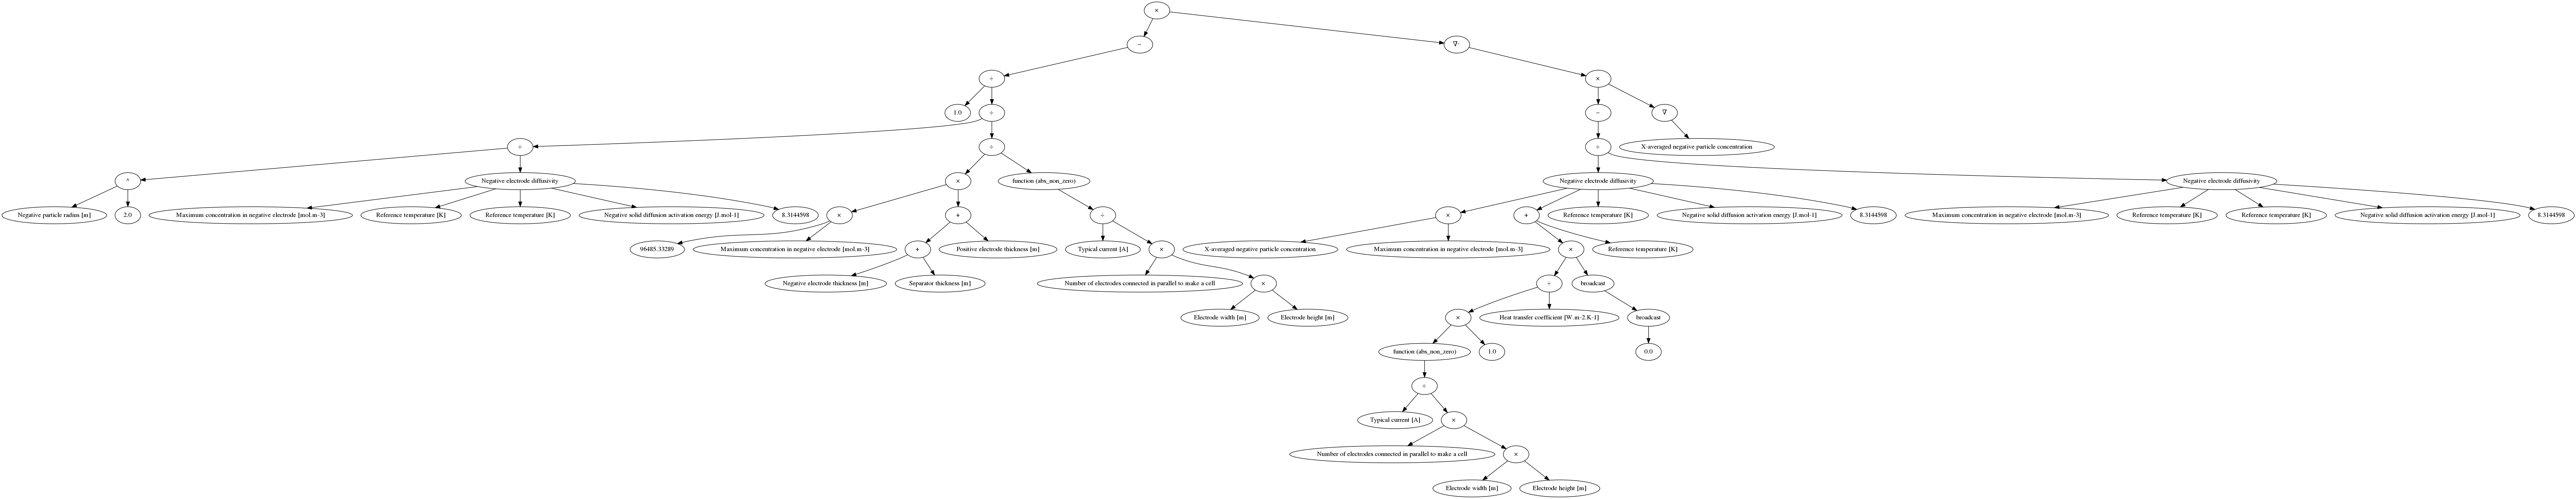 ×
−
∇⋅
÷
×
1.0
÷
−
∇
÷
÷
÷
X-averaged negative particle concentration
^
Negative electrode diffusivity
×
function (abs_non_zero)
Negative electrode diffusivity
Negative electrode diffusivity
Negative particle radius [m]
2.0
Maximum concentration in negative electrode [mol.m-3]
Reference temperature [K]
Reference temperature [K]
Negative solid diffusion activation energy [J.mol-1]
8.3144598
×
+
÷
×
+
Reference temperature [K]
Negative solid diffusion activation energy [J.mol-1]
8.3144598
Maximum concentration in negative electrode [mol.m-3]
Reference temperature [K]
Reference temperature [K]
Negative solid diffusion activation energy [J.mol-1]
8.3144598
96485.33289
Maximum concentration in negative electrode [mol.m-3]
+
Positive electrode thickness [m]
Typical current [A]
×
X-averaged negative particle concentration
Maximum concentration in negative electrode [mol.m-3]
×
Reference temperature [K]
Negative electrode thickness [m]
Separator thickness [m]
Number of electrodes connected in parallel to make a cell
×
÷
broadcast
Electrode width [m]
Electrode height [m]
×
Heat transfer coefficient [W.m-2.K-1]
broadcast
function (abs_non_zero)
1.0
0.0
÷
Typical current [A]
×
Number of electrodes connected in parallel to make a cell
×
Electrode width [m]
Electrode height [m]